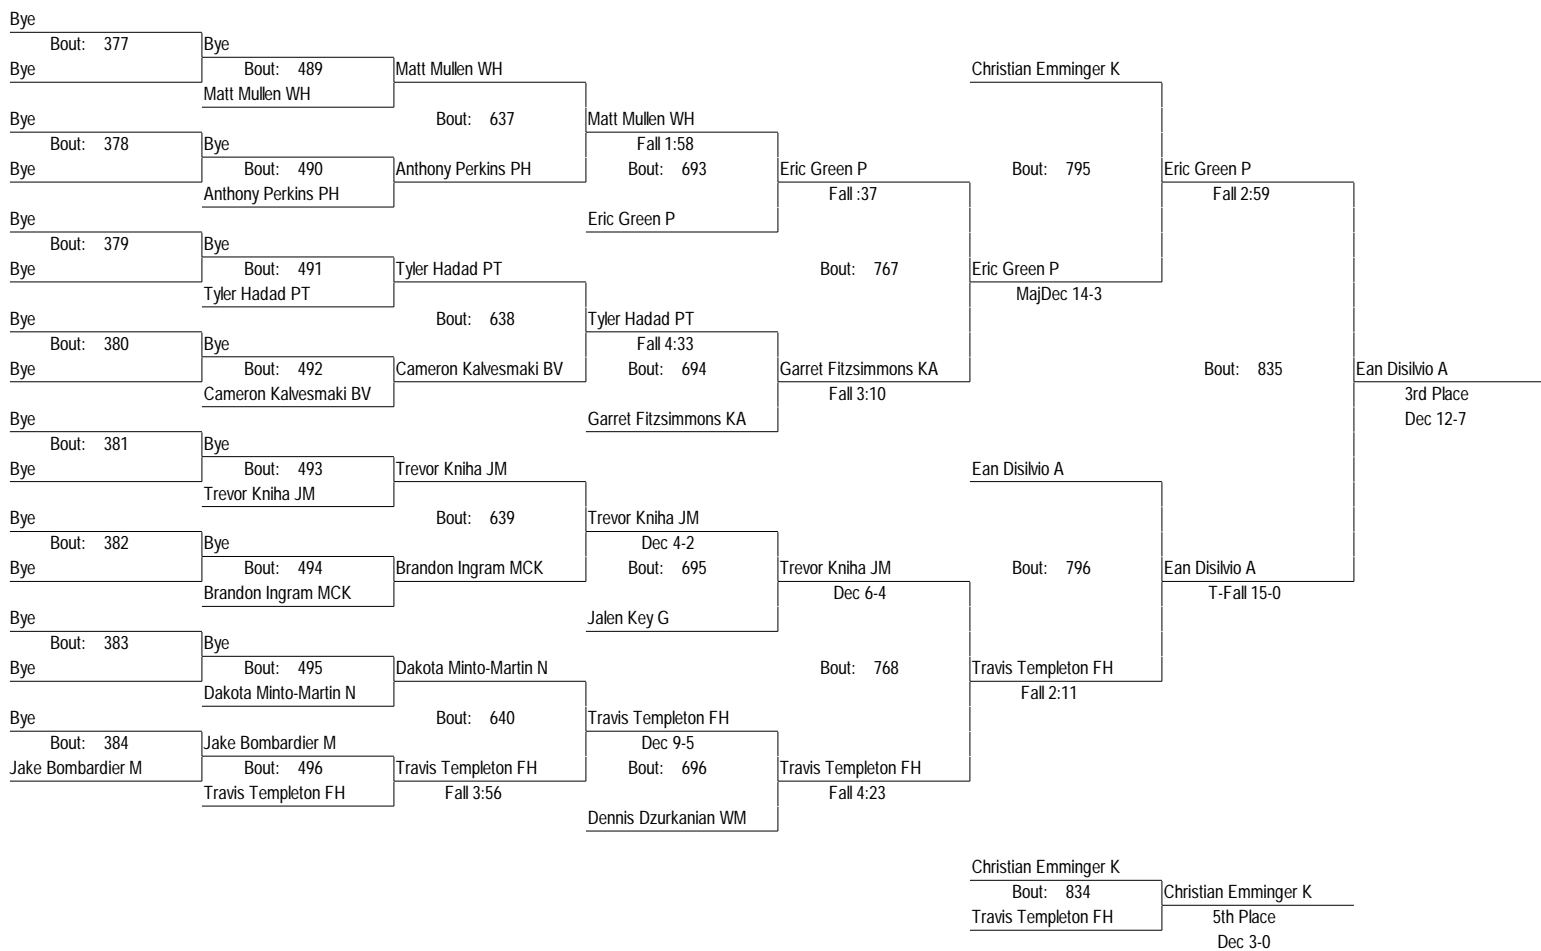 Bye
Bout: 377
Bye
Bye
Bout: 489
Matt Mullen WH
Matt Mullen WH
Christian Emminger K
Bye
Bout: 378
Bye
Bye
Bout: 490
Anthony Perkins PH
Anthony Perkins PH
Bout: 637
Matt Mullen WH
Fall 1:58
Bout: 693
Eric Green P
Eric Green P
Fall :37
Bout: 795
Eric Green P
Fall 2:59
Bye
Bout: 379
Bye
Bye
Bout: 491
Tyler Hadad PT
Tyler Hadad PT
Bout: 767
Eric Green P
MajDec 14-3
Bye
Bout: 380
Bye
Bye
Bout: 492
Cameron Kalvesmaki BV
Cameron Kalvesmaki BV
Bout: 638
Tyler Hadad PT
Fall 4:33
Bout: 694
Garret Fitzsimmons KA
Garret Fitzsimmons KA
Fall 3:10
Bout: 835
Ean Disilvio A
3rd Place
Dec 12-7
Bye
Bout: 381
Bye
Bye
Bout: 493
Trevor Kniha JM
Trevor Kniha JM
Ean Disilvio A
Bye
Bout: 382
Bye
Bye
Bout: 494
Brandon Ingram MCK
Brandon Ingram MCK
Bout: 639
Trevor Kniha JM
Dec 4-2
Bout: 695
Jalen Key G
Trevor Kniha JM
Dec 6-4
Bout: 796
Ean Disilvio A
T-Fall 15-0
Bye
Bout: 383
Bye
Bye
Bout: 495
Dakota Minto-Martin N
Dakota Minto-Martin N
Bout: 768
Travis Templeton FH
Fall 2:11
Bye
Bout: 384
Jake Bombardier M
Jake Bombardier M
Bout: 496
Travis Templeton FH
Travis Templeton FH
Fall 3:56
Bout: 640
Travis Templeton FH
Dec 9-5
Bout: 696
Dennis Dzurkanian WM
Travis Templeton FH
Fall 4:23
Christian Emminger K
Bout: 834
Travis Templeton FH
Christian Emminger K
5th Place
Dec 3-0